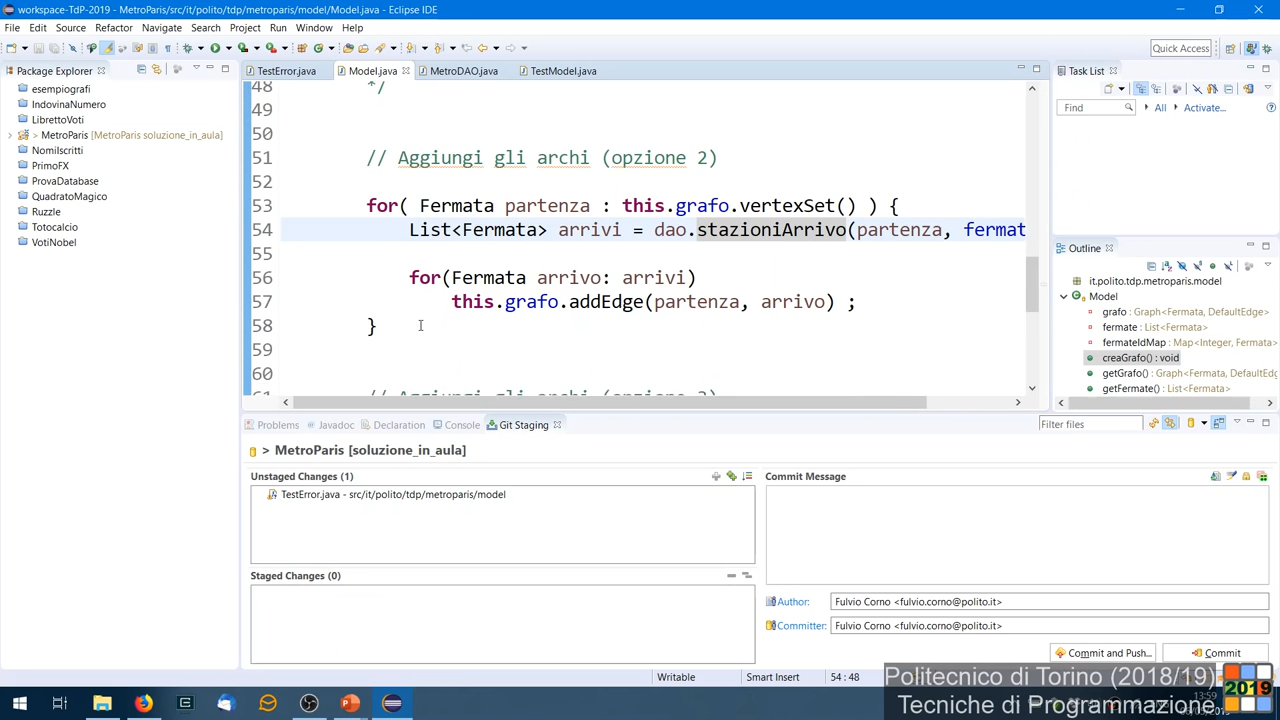 workspace-TdP-2019 - MetroParis/src/it/polito/tdp/metroparis/model/Model.java - Eclipse IDE
File Edit Source Refactor Navigate Search Project Run Window Help
Quick Access
Package Explorer
esempiografi
IndovinaNumero
LibrettoVoti
> MetroParis [MetroParis soluzione_in_aula]
NomiIscritti
PrimoFX
ProvaDatabase
QuadratoMagico
Ruzzle
Totocalcio
VotiNobel
TestError.java Model.java MetroDAO.java TestModel.java
48 */
49
50
51 // Aggiungi gli archi (opzione 2)
52
53 for( Fermata partenza : this.grafo.vertexSet() ) {
54 List<Fermata> arrivi = dao.stazioniArrivo(partenza, fermat
55
56 for(Fermata arrivo: arrivi)
57 this.grafo.addEdge(partenza, arrivo) ;
58 }
59
60
61 // Aggiungi gli archi (opzione 3)
Task List
Find All Activate...
Outline
it.polito.tdp.metroparis.model
Model
grafo : Graph<Fermata, DefaultEdge>
fermate : List<Fermata>
fermateIdMap : Map<Integer, Fermata>
creaGrafo() : void
getGrafo() : Graph<Fermata, DefaultEdg
getFermate() : List<Fermata>
Problems Javadoc Declaration Console Git Staging
Filter files
> MetroParis [soluzione_in_aula]
Unstaged Changes (1)
TestError.java - src/it/polito/tdp/metroparis/model
Staged Changes (0)
Commit Message
Author: Fulvio Corno <fulvio.corno@polito.it>
Committer: Fulvio Corno <fulvio.corno@polito.it>
Commit and Push... Commit
Writable Smart Insert 54 : 48
Politecnico di Torino (2018/19)
Tecniche di Programmazione
2019
13:59